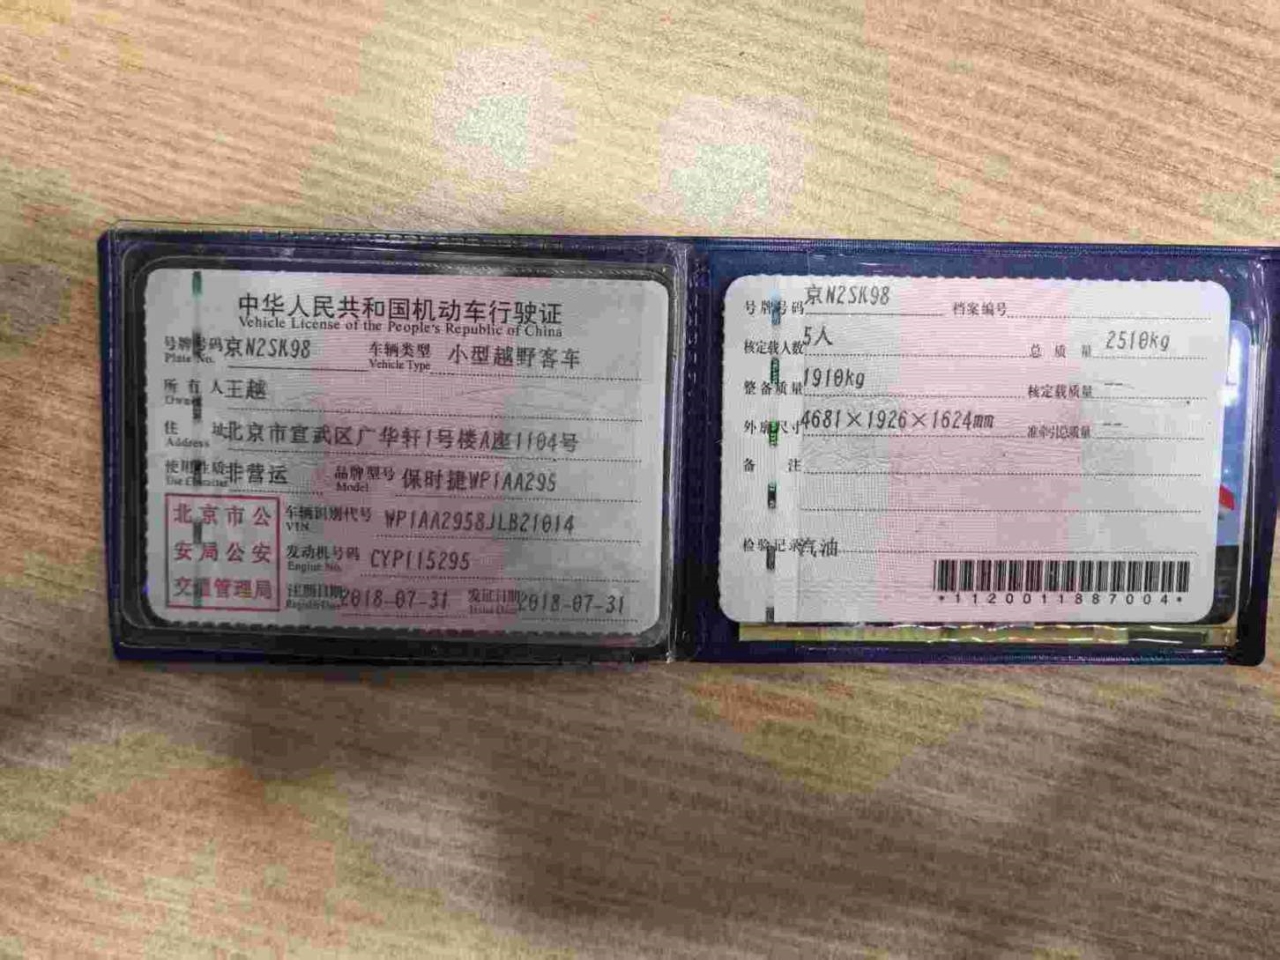 中华人民共和国机动车行驶证
Vehicle License of the People's Republic of China
号牌号码 京N2SK98 车辆类型 小型越野客车
Plate No. Vehicle Type
所有人 王越
Owner
住址 北京市宣武区广华轩1号楼A座1104号
Address
使用性质 非营运 品牌型号 保时捷WP1AA295
Use Character Model
北京市公
安局公安
交通管理局
车辆识别代号 WP1AA2958JLB21014
VIN
发动机号码 CYP115295
Engine No.
注册日期 2018-07-31 发证日期 2018-07-31
Register Date Issue Date
号牌号码 京N2SK98 档案编号
核定载人数 5人 总质量 2510kg
整备质量 1910kg 核定载质量 --
外廓尺寸 4681×1926×1624mm 准牵引总质量 --
备注
检验记录 汽油
*1120011887004*